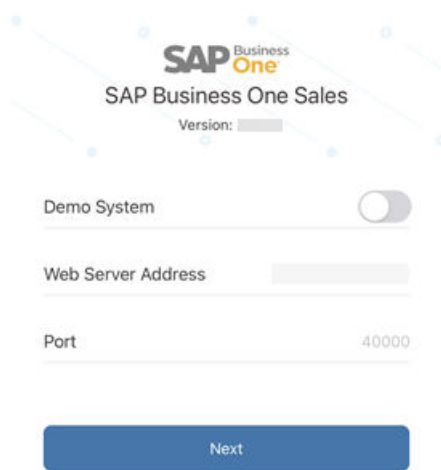 SAP Business
One
SAP Business One Sales
Version:
Demo System
Web Server Address
Port 40000
Next